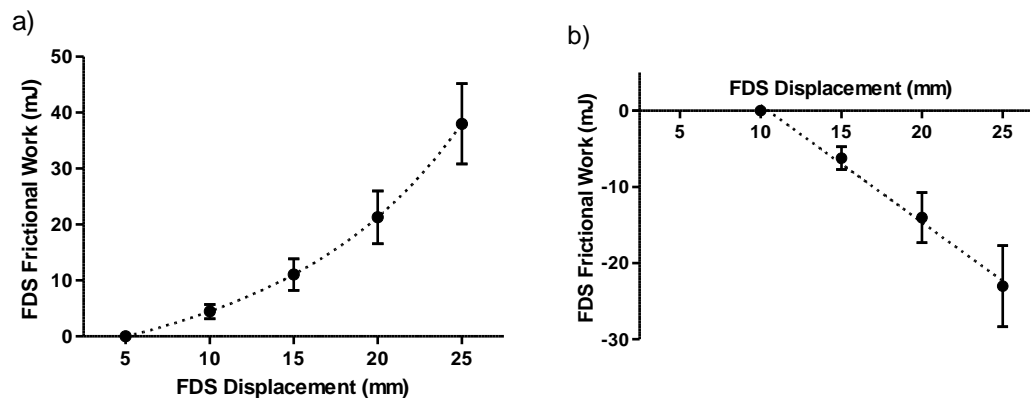 a)
50
40
30
20
10
0
FDS Frictional Work (mJ)
5 10 15 20 25
FDS Displacement (mm)
b)
FDS Displacement (mm)
0
-10
-20
-30
FDS Frictional Work (mJ)
5 10 15 20 25